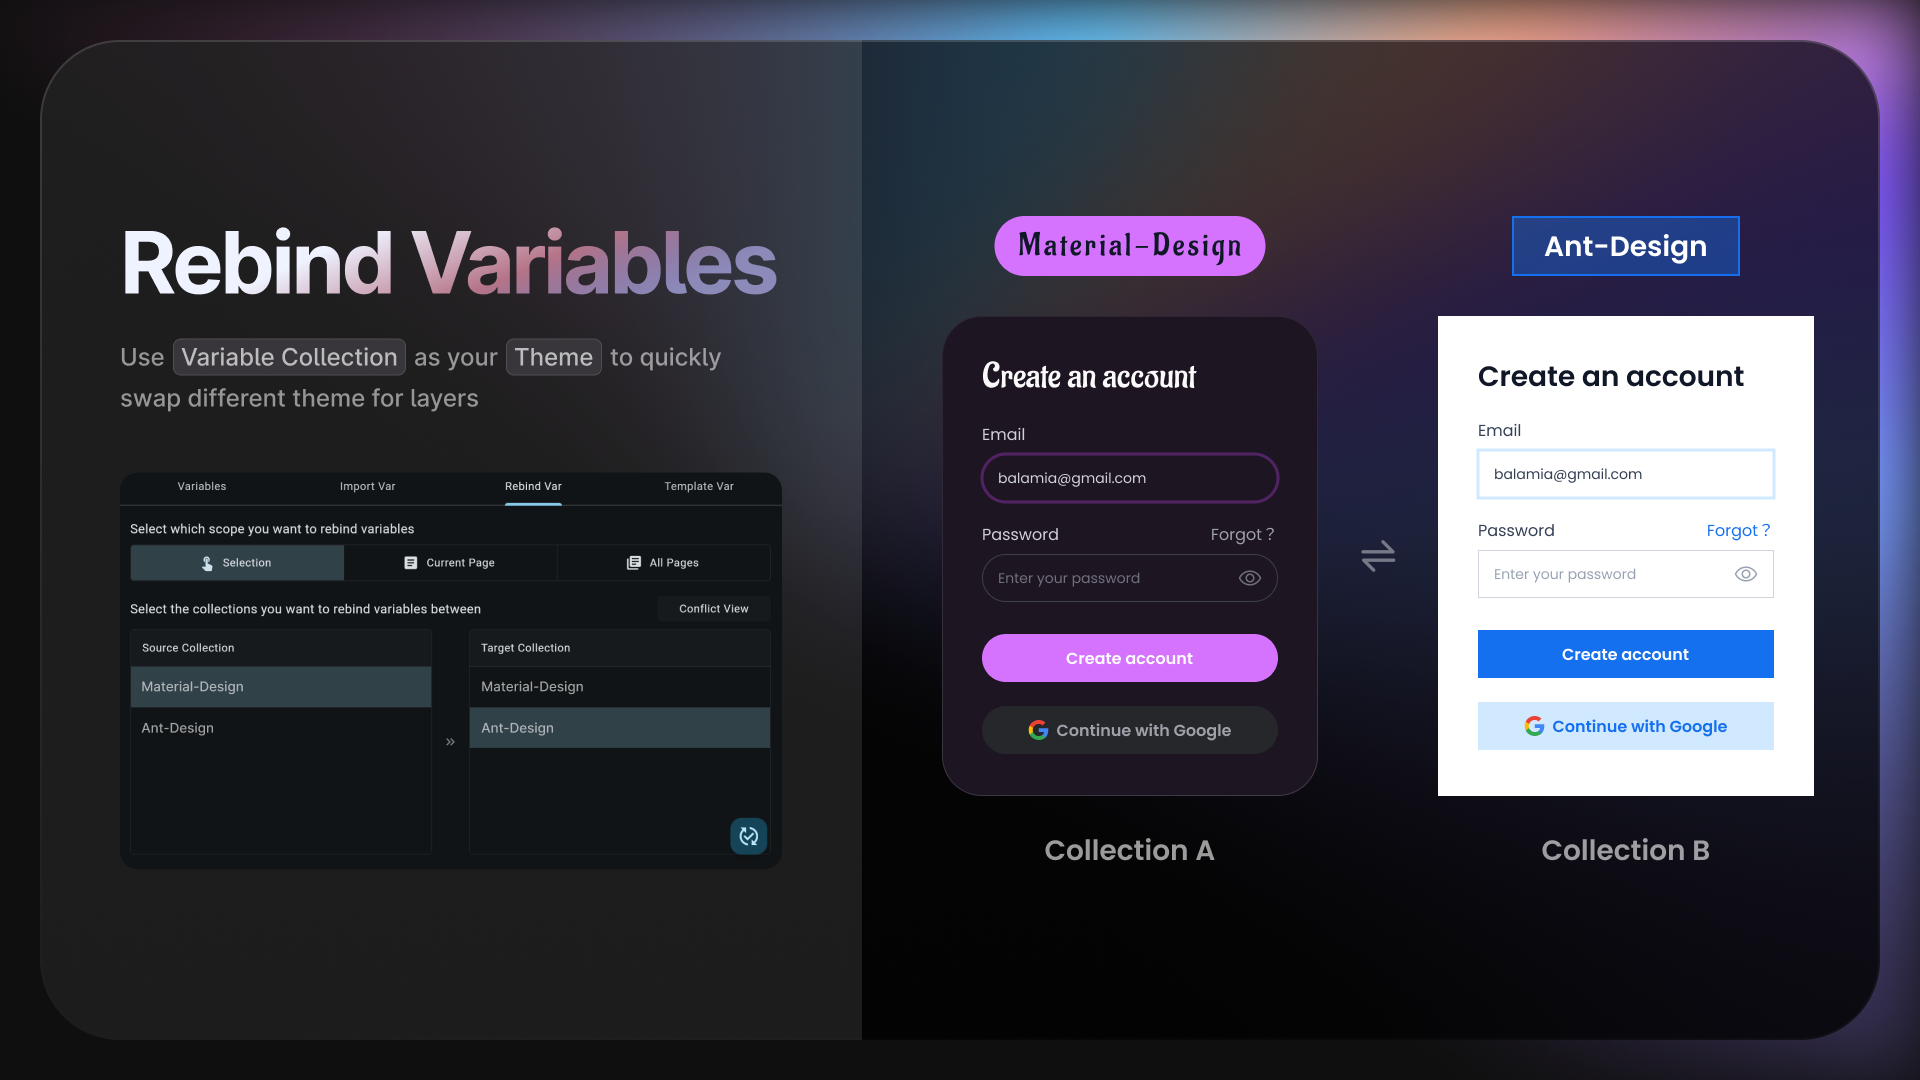 Rebind Variables
Use Variable Collection as your Theme to quickly
swap different theme for layers
Variables Import Var Rebind Var Template Var
Select which scope you want to rebind variables
Selection Current Page All Pages
Select the collections you want to rebind variables between Conflict View
Source Collection
Material-Design
Ant-Design
»
Target Collection
Material-Design
Ant-Design
Material-Design
Create an account
Email
balamia@gmail.com
Password Forgot ?
Enter your password
Create account
Continue with Google
Collection A
Ant-Design
Create an account
Email
balamia@gmail.com
Password Forgot ?
Enter your password
Create account
Continue with Google
Collection B